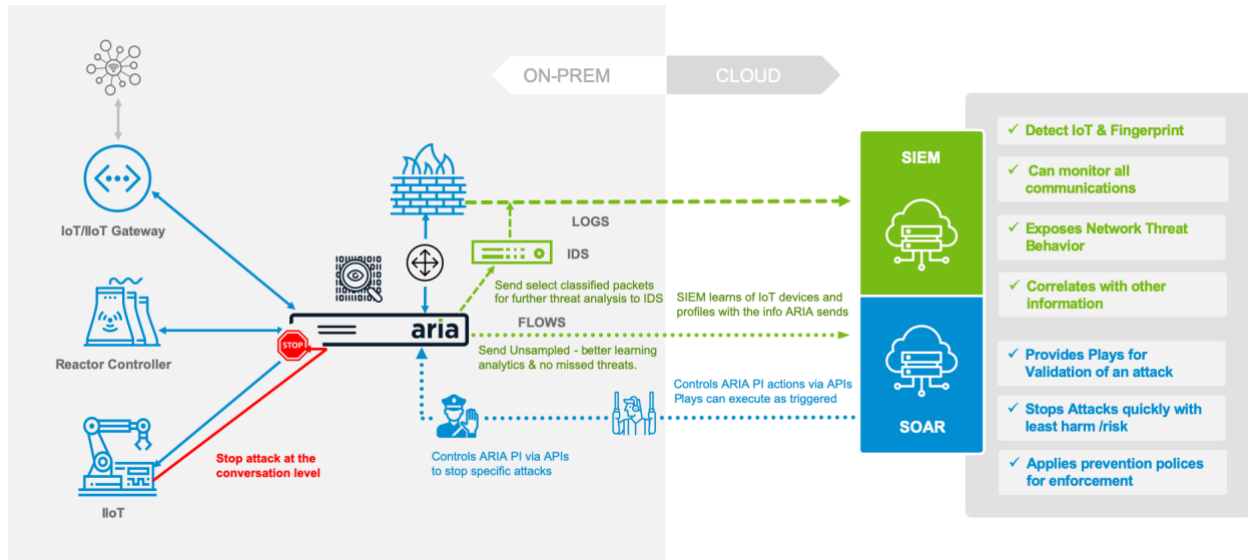 ON-PREM
CLOUD
IoT/IIoT Gateway
Reactor Controller
IIoT
STOP
Stop attack at the
conversation level
aria
LOGS
IDS
Send select classified packets
for further threat analysis to IDS
FLOWS
Send Unsampled - better learning
analytics & no missed threats.
Controls ARIA PI via APIs
to stop specific attacks
SIEM learns of IoT devices and
profiles with the info ARIA sends
Controls ARIA PI actions via APIs
Plays can execute as triggered
SIEM
SOAR
✓ Detect IoT & Fingerprint
✓ Can monitor all
communications
✓ Exposes Network Threat
Behavior
✓ Correlates with other
information
✓ Provides Plays for
Validation of an attack
✓ Stops Attacks quickly with
least harm /risk
✓ Applies prevention polices
for enforcement